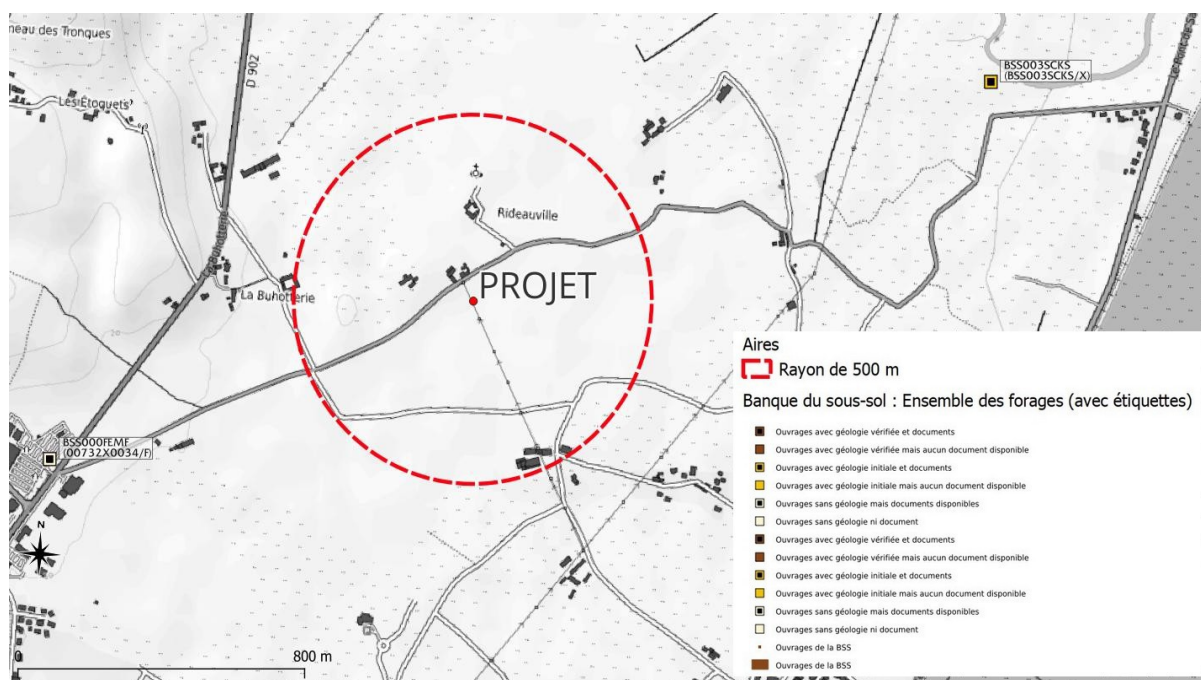 neau des Tronques
D 902
Les Étoquets
BSS003SCKS
(BSS003SCKS/X)
Rideauville
La Buhotterie
PROJET
BSS000FEMF
(00732X0034/F)
N
0
800 m
Aires
Rayon de 500 m
Banque du sous-sol : Ensemble des forages (avec étiquettes)
Ouvrages avec géologie vérifiée et documents
Ouvrages avec géologie vérifiée mais aucun document disponible
Ouvrages avec géologie initiale et documents
Ouvrages avec géologie initiale mais aucun document disponible
Ouvrages sans géologie mais documents disponibles
Ouvrages sans géologie ni document
Ouvrages avec géologie vérifiée et documents
Ouvrages avec géologie vérifiée mais aucun document disponible
Ouvrages avec géologie initiale et documents
Ouvrages avec géologie initiale mais aucun document disponible
Ouvrages sans géologie mais documents disponibles
Ouvrages sans géologie ni document
Ouvrages de la BSS
Ouvrages de la BSS